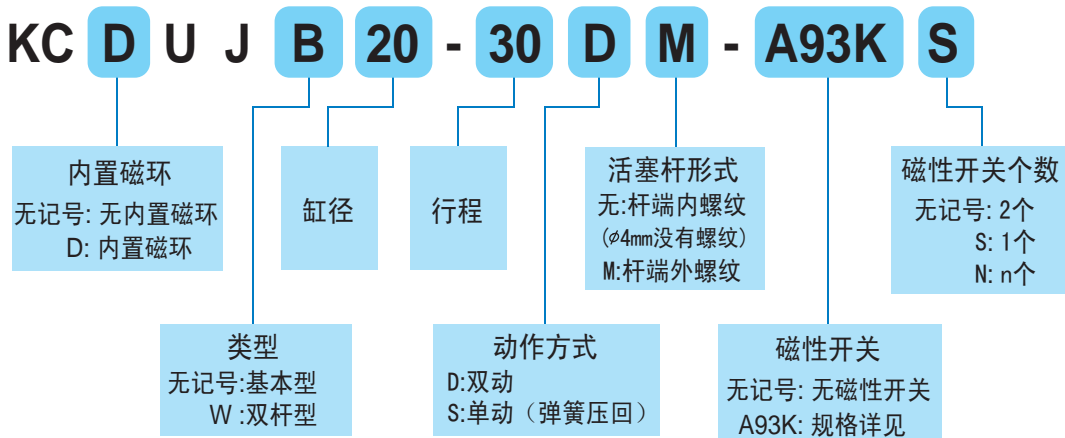 KC D U J B 20 - 30 D M - A93K S
内置磁环
无记号: 无内置磁环
D: 内置磁环
缸径
行程
活塞杆形式
无:杆端内螺纹
(ø4mm没有螺纹)
M:杆端外螺纹
磁性开关个数
无记号: 2个
S: 1个
N: n个
类型
无记号:基本型
W :双杆型
动作方式
D:双动
S:单动（弹簧压回）
磁性开关
无记号: 无磁性开关
A93K: 规格详见